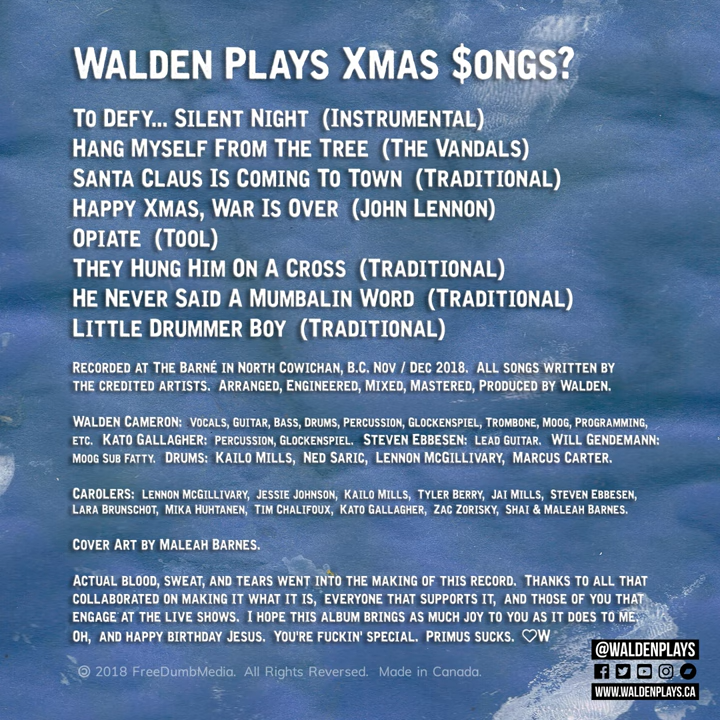 Walden Plays Xmas $ongs?
To Defy... Silent Night (Instrumental)
Hang Myself From The Tree (The Vandals)
Santa Claus Is Coming To Town (Traditional)
Happy Xmas, War Is Over (John Lennon)
Opiate (Tool)
They Hung Him On A Cross (Traditional)
He Never Said A Mumbalin Word (Traditional)
Little Drummer Boy (Traditional)
Recorded at The Barné in North Cowichan, B.C. Nov / Dec 2018. All songs written by
the credited artists. Arranged, Engineered, Mixed, Mastered, Produced by Walden.
Walden Cameron: Vocals, Guitar, Bass, Drums, Percussion, Glockenspiel, Trombone, Moog, Programming,
etc. Kato Gallagher: Percussion, Glockenspiel. Steven Ebbesen: Lead Guitar. Will Gendemann:
Moog Sub Fatty. Drums: Kailo Mills, Ned Saric, Lennon McGillivary, Marcus Carter.
Carolers: Lennon McGillivary, Jessie Johnson, Kailo Mills, Tyler Berry, Jai Mills, Steven Ebbesen,
Lara Brunschot, Mika Huhtanen, Tim Chalifoux, Kato Gallagher, Zac Zorisky, Shai & Maleah Barnes.
Cover Art by Maleah Barnes.
Actual blood, sweat, and tears went into the making of this record. Thanks to all that
collaborated on making it what it is, everyone that supports it, and those of you that
engage at the live shows. I hope this album brings as much joy to you as it does to me.
Oh, and happy birthday Jesus. You're fuckin' special. Primus sucks. ♡W
@WALDENPLAYS
🄯 2018 FreeDumbMedia. All Rights Reversed. Made in Canada.
WWW.WALDENPLAYS.CA